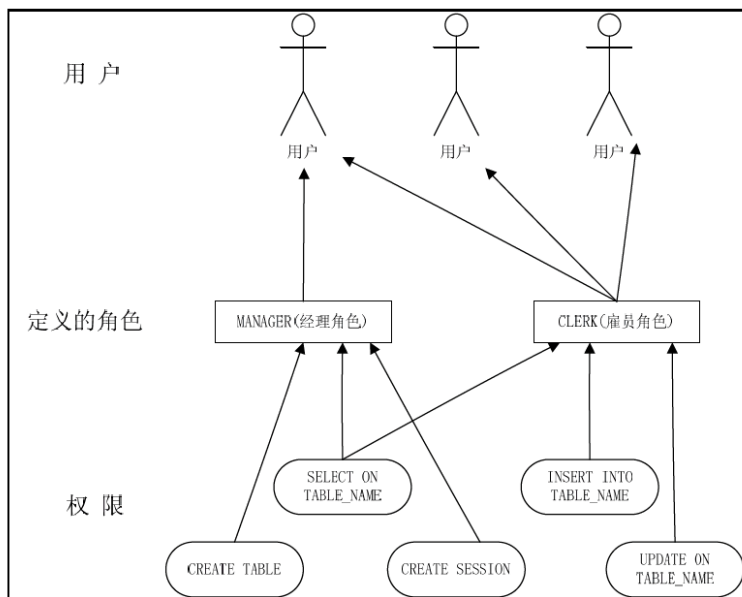 用 户
用户
用户
用户
定义的角色
MANAGER(经理角色)
CLERK(雇员角色)
权 限
SELECT ON
TABLE_NAME
INSERT INTO
TABLE_NAME
CREATE TABLE
CREATE SESSION
UPDATE ON
TABLE_NAME